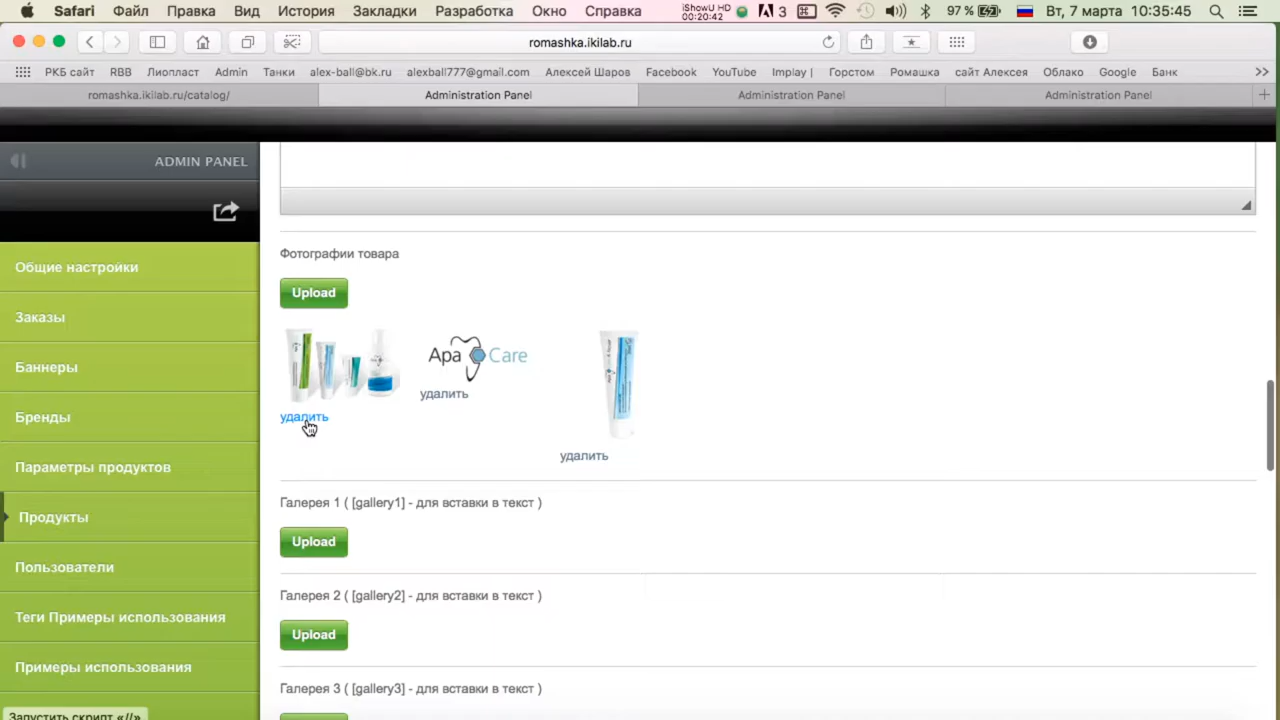 Safari Файл Правка Вид История Закладки Разработка Окно Справка iShowU HD 00:20:42 3 97 % Вт, 7 марта 10:35:45
romashka.ikilab.ru
РКБ сайт RBB Лиопласт Admin Танки alex-ball@bk.ru alexball777@gmail.com Алексей Шаров Facebook YouTube Implay | Горстом Ромашка сайт Алексея Облако Google Банк >>
romashka.ikilab.ru/catalog/ Administration Panel Administration Panel Administration Panel +
ADMIN PANEL
Общие настройки
Заказы
Баннеры
Бренды
Параметры продуктов
Продукты
Пользователи
Теги Примеры использования
Примеры использования
Запустить скрипт «//»
Фотографии товара
Upload
Apa Care
удалить
удалить
удалить
Галерея 1 ( [gallery1] - для вставки в текст )
Upload
Галерея 2 ( [gallery2] - для вставки в текст )
Upload
Галерея 3 ( [gallery3] - для вставки в текст )